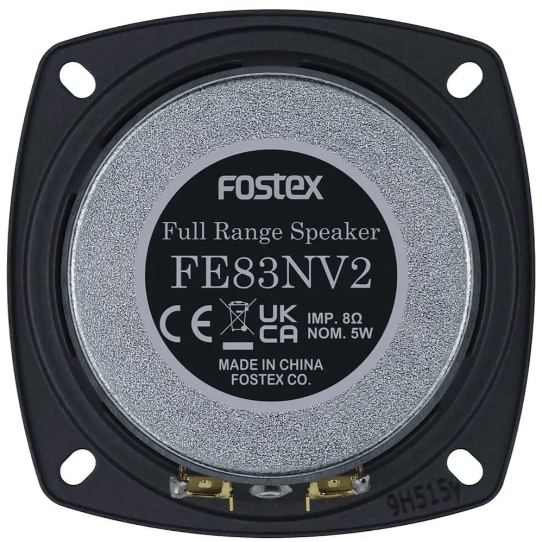 Fostex
Full Range Speaker
FE83NV2
CE UK CA IMP. 8Ω
NOM. 5W
MADE IN CHINA
FOSTEX CO.
9H515y